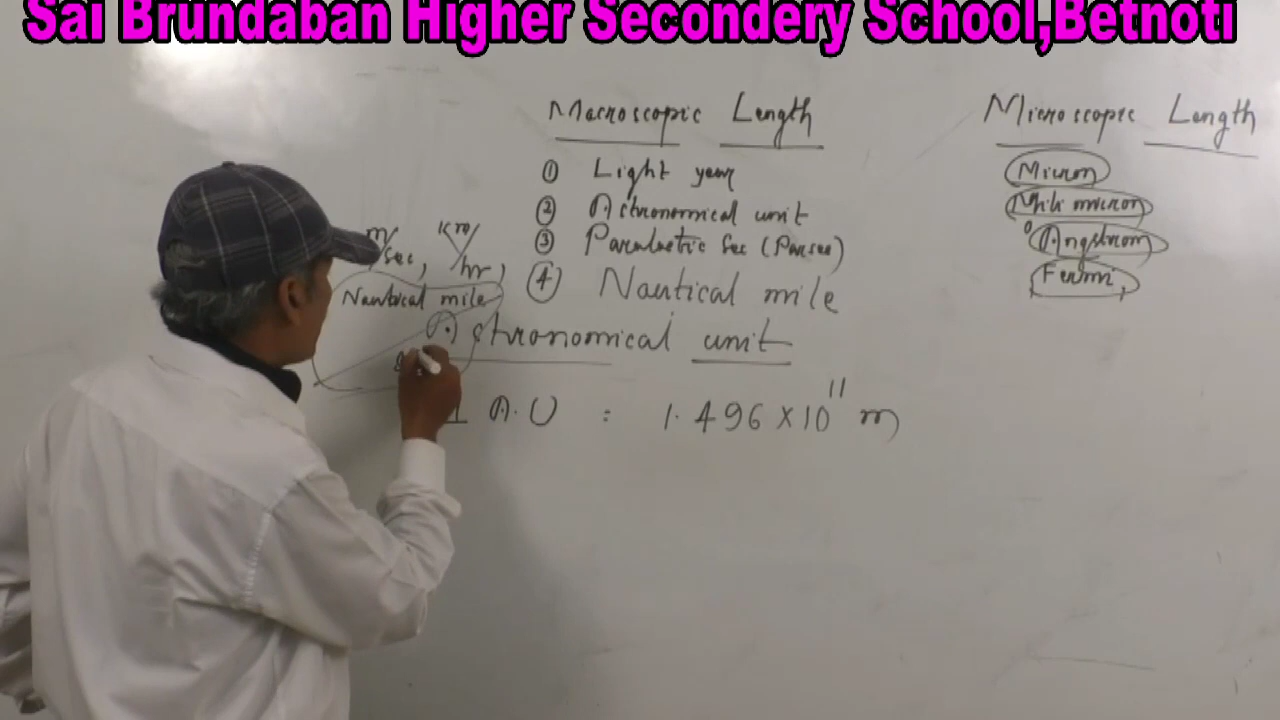 Sai Brundaban Higher Secondery School,Betnoti
Macroscopic Length
① Light year
② Astronomical unit
③ Paralactic Sec (Parsec)
④ Nautical mile
m/sec, Km/hr,
Nautical mile
Astronomical unit
1 A.U : 1.496 × 10¹¹ m
Microscopic Length
Micron
Mili micron
Angstrom
Fermi,